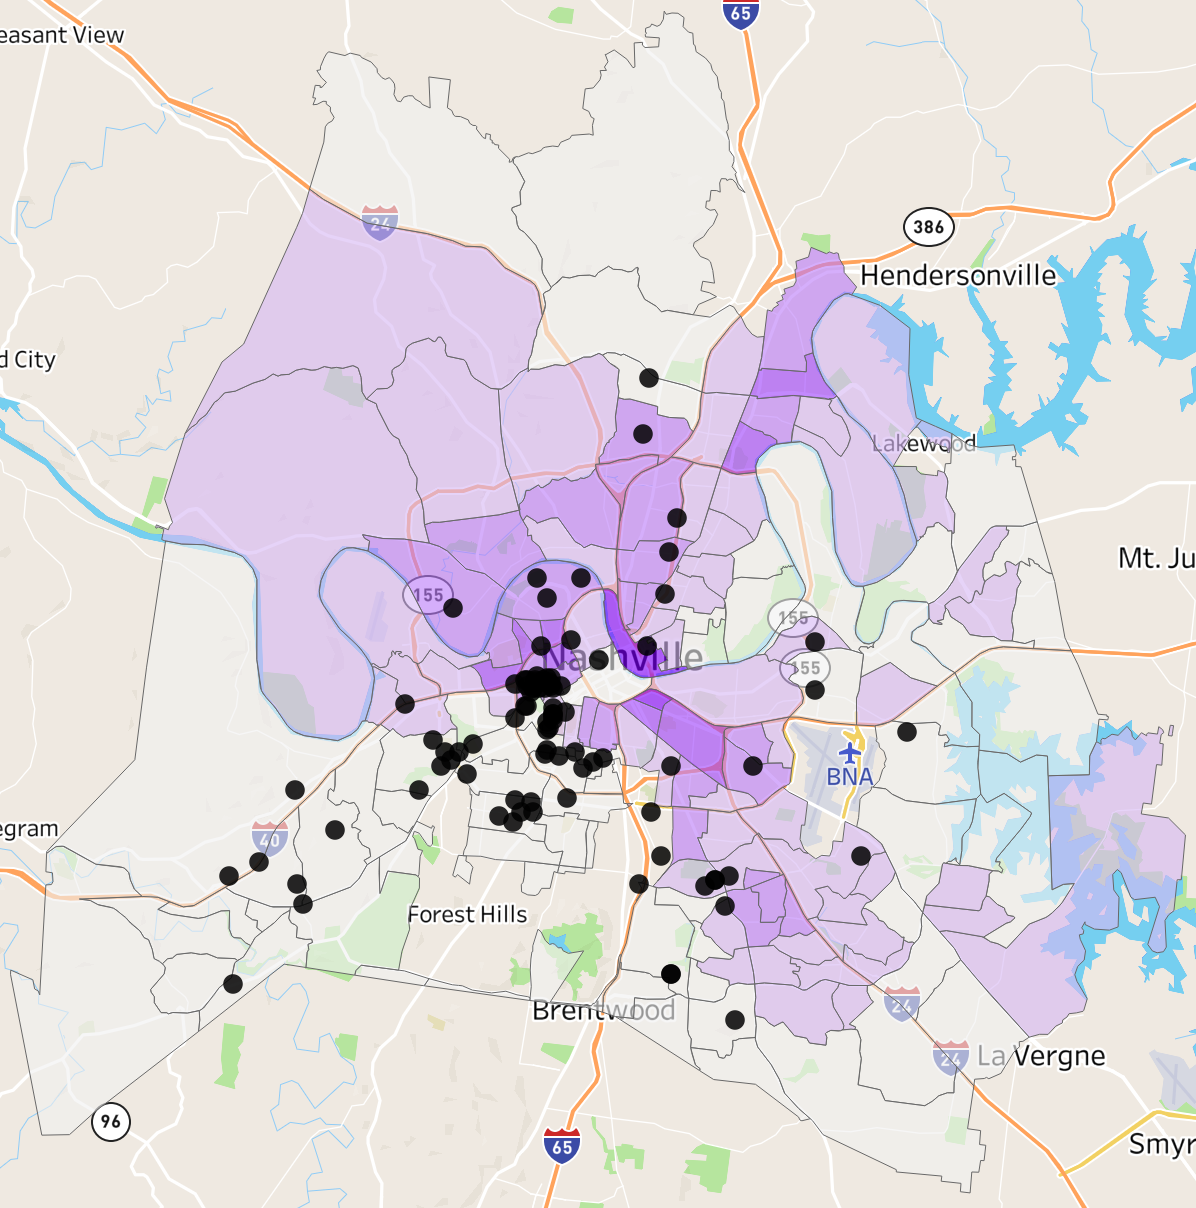 65
easant View
24
386
Hendersonville
d City
Lakewood
Mt. Ju
155
155
Nashville
155
BNA
egram
40
Forest Hills
24
Brentwood
24
La Vergne
96
65
Smyr